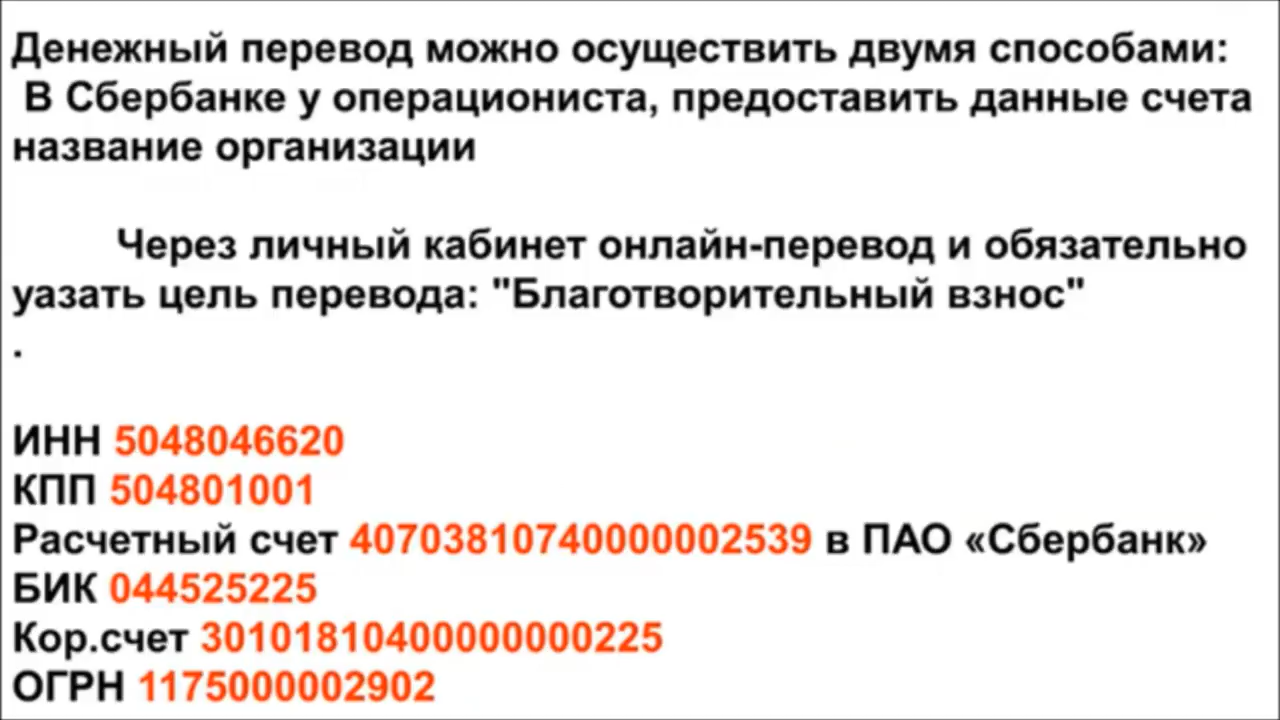 Денежный перевод можно осуществить двумя способами:
В Сбербанке у операциониста, предоставить данные счета
название организации
Через личный кабинет онлайн-перевод и обязательно
уазать цель перевода: "Благотворительный взнос"
.
ИНН 5048046620
КПП 504801001
Расчетный счет 40703810740000002539 в ПАО «Сбербанк»
БИК 044525225
Кор.счет 30101810400000000225
ОГРН 1175000002902